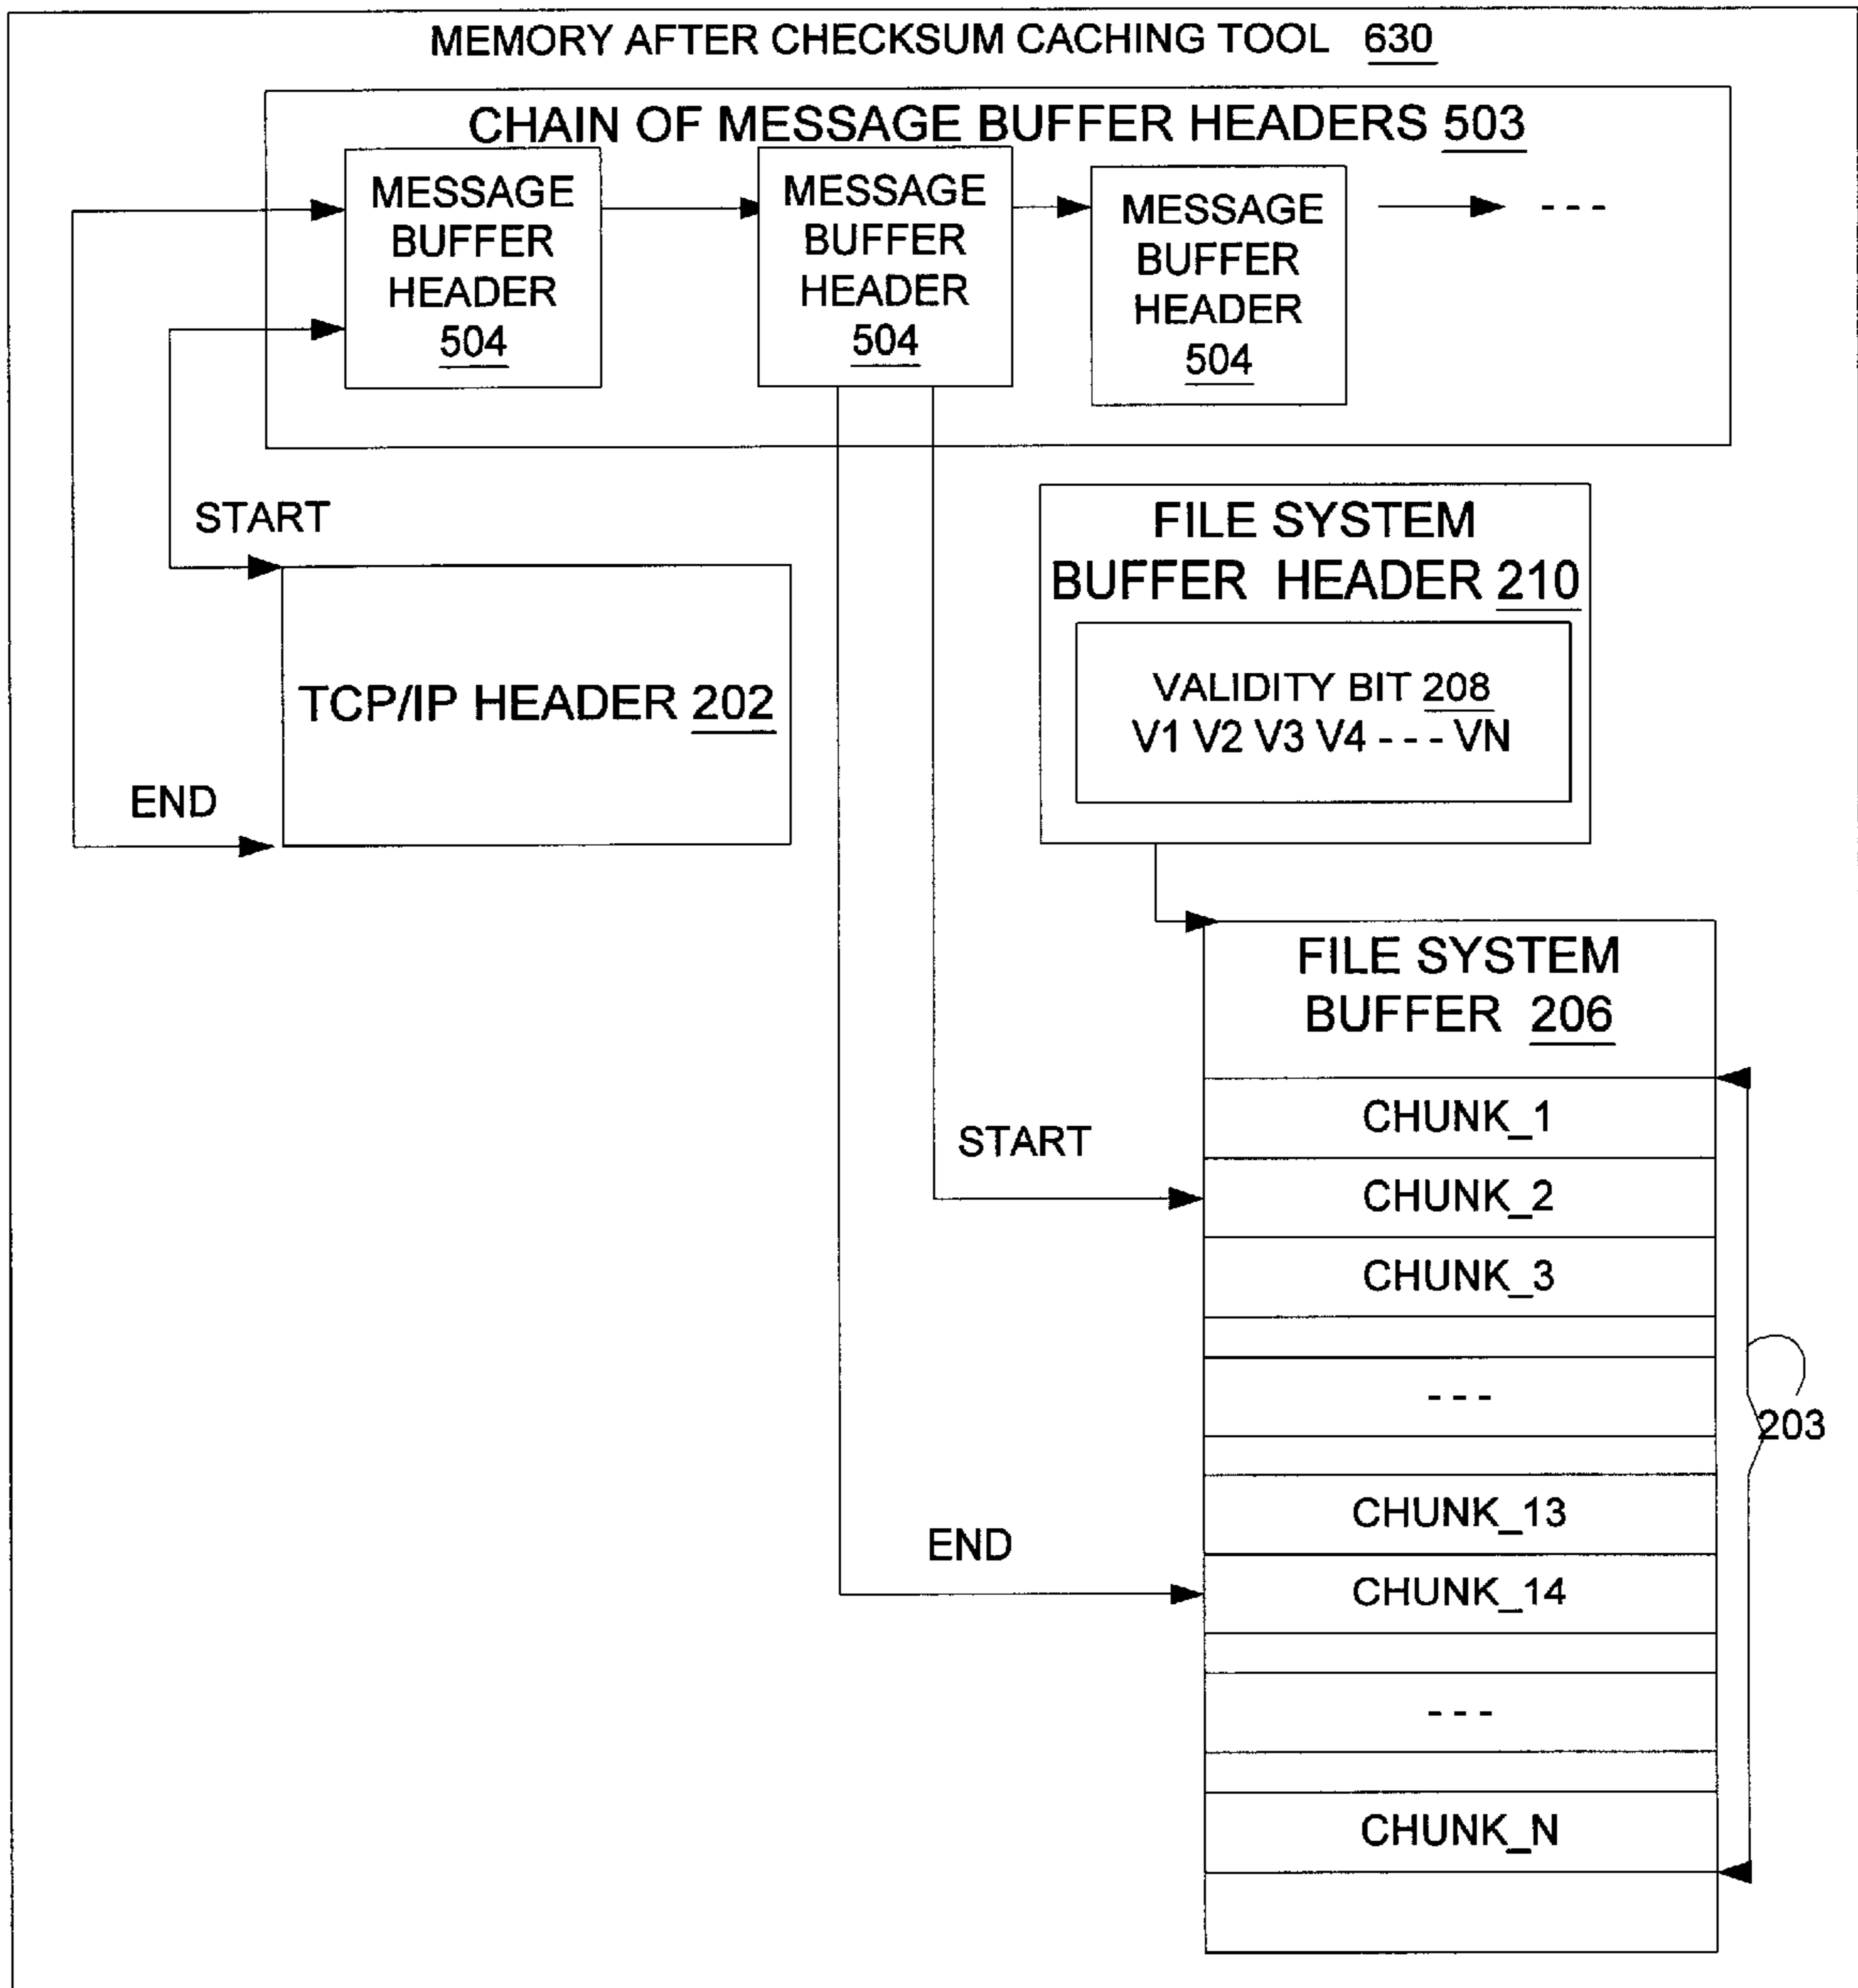 MEMORY AFTER CHECKSUM CACHING TOOL 630
CHAIN OF MESSAGE BUFFER HEADERS 503
MESSAGE
BUFFER
HEADER
504
MESSAGE
BUFFER
HEADER
504
MESSAGE
BUFFER
HEADER
504
- - -
START
TCP/IP HEADER 202
END
FILE SYSTEM
BUFFER HEADER 210
VALIDITY BIT 208
V1 V2 V3 V4 - - - VN
FILE SYSTEM
BUFFER 206
START
CHUNK_1
CHUNK_2
CHUNK_3
- - -
203
CHUNK_13
END
CHUNK_14
- - -
CHUNK_N